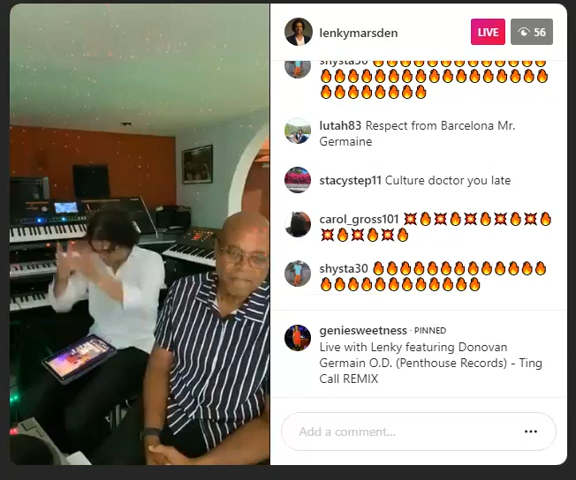 lenkymarsden
LIVE
56
shysta30
lutah83 Respect from Barcelona Mr.
Germaine
stacystep11 Culture doctor you late
carol_gross101
shysta30
geniesweetness · PINNED
Live with Lenky featuring Donovan
Germain O.D. (Penthouse Records) - Ting
Call REMIX
Add a comment...